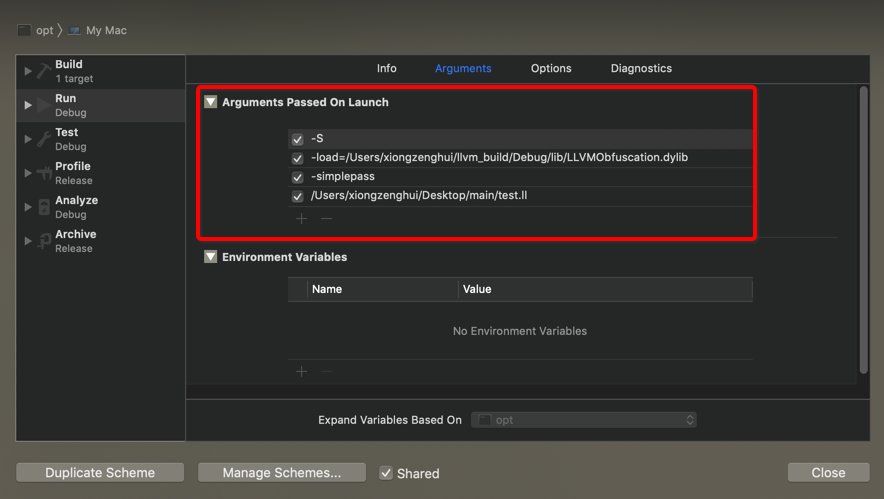 opt 〉 My Mac
Build
1 target
Run
Debug
Test
Debug
Profile
Release
Analyze
Debug
Archive
Release
Info Arguments Options Diagnostics
Arguments Passed On Launch
-S
-load=/Users/xiongzenghui/llvm_build/Debug/lib/LLVMObfuscation.dylib
-simplepass
/Users/xiongzenghui/Desktop/main/test.ll
Environment Variables
Name Value
No Environment Variables
Expand Variables Based On opt
Duplicate Scheme Manage Schemes... Shared Close